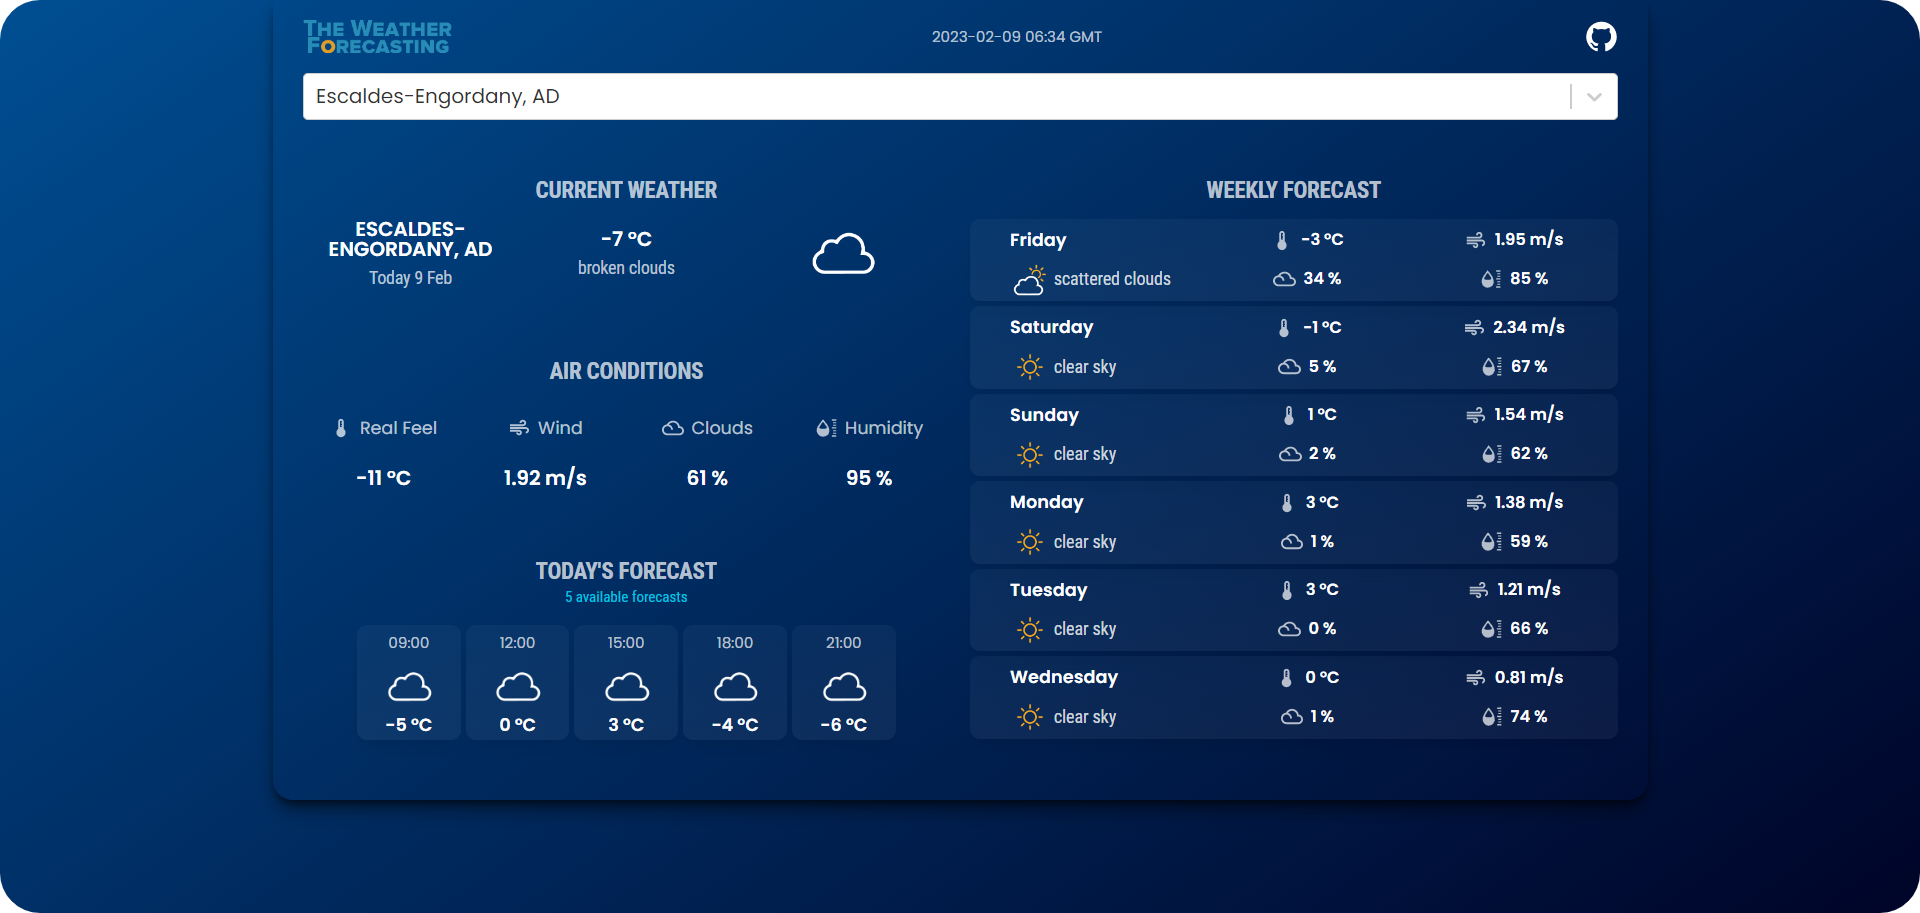 THE WEATHER
FORECASTING
2023-02-09 06:34 GMT
Escaldes-Engordany, AD
CURRENT WEATHER
ESCALDES-
ENGORDANY, AD
Today 9 Feb
-7 °C
broken clouds
AIR CONDITIONS
Real Feel
Wind
Clouds
Humidity
-11 °C
1.92 m/s
61 %
95 %
TODAY'S FORECAST
5 available forecasts
09:00
12:00
15:00
18:00
21:00
-5 °C
0 °C
3 °C
-4 °C
-6 °C
WEEKLY FORECAST
Friday
-3 °C
1.95 m/s
scattered clouds
34 %
85 %
Saturday
-1 °C
2.34 m/s
clear sky
5 %
67 %
Sunday
1 °C
1.54 m/s
clear sky
2 %
62 %
Monday
3 °C
1.38 m/s
clear sky
1 %
59 %
Tuesday
3 °C
1.21 m/s
clear sky
0 %
66 %
Wednesday
0 °C
0.81 m/s
clear sky
1 %
74 %